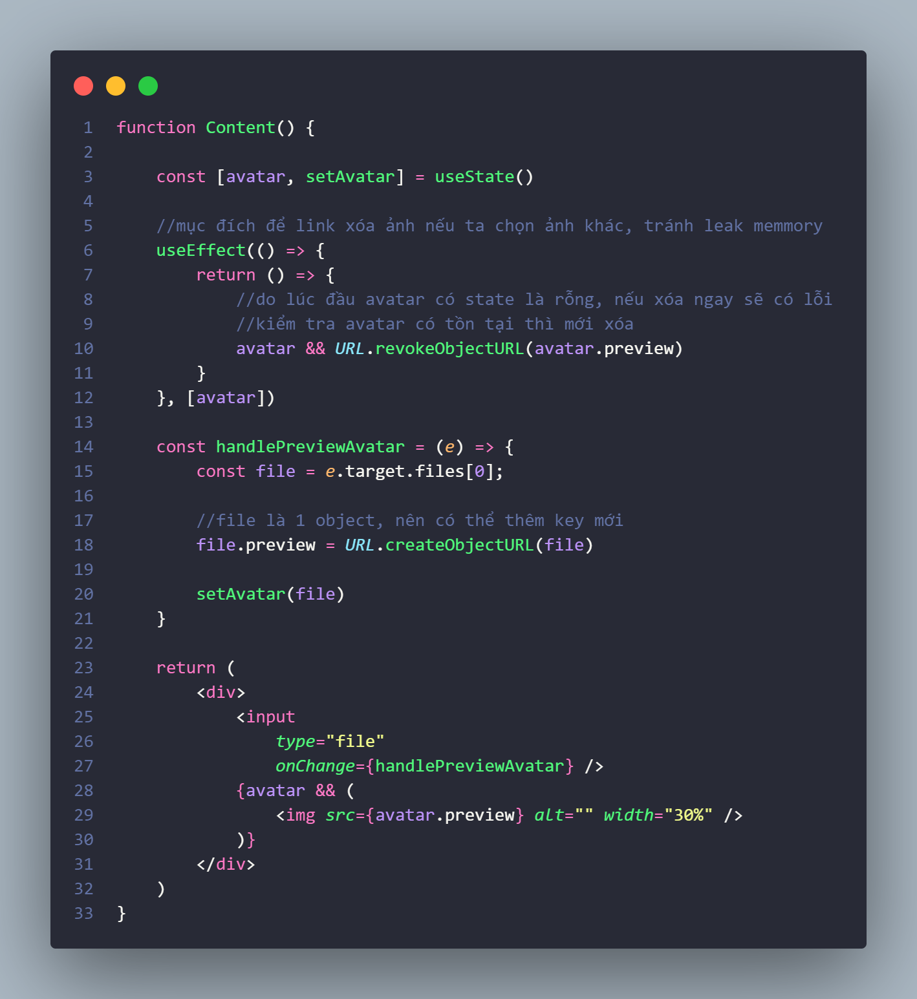 1 function Content() {
2
3     const [avatar, setAvatar] = useState()
4
5     //mục đích để link xóa ảnh nếu ta chọn ảnh khác, tránh leak memmory
6     useEffect(() => {
7         return () => {
8             //do lúc đầu avatar có state là rỗng, nếu xóa ngay sẽ có lỗi
9             //kiểm tra avatar có tồn tại thì mới xóa
10             avatar && URL.revokeObjectURL(avatar.preview)
11         }
12     }, [avatar])
13
14     const handlePreviewAvatar = (e) => {
15         const file = e.target.files[0];
16
17         //file là 1 object, nên có thể thêm key mới
18         file.preview = URL.createObjectURL(file)
19
20         setAvatar(file)
21     }
22
23     return (
24         <div>
25             <input
26                 type="file"
27                 onChange={handlePreviewAvatar} />
28             {avatar && (
29                 <img src={avatar.preview} alt="" width="30%" />
30             )}
31         </div>
32     )
33 }